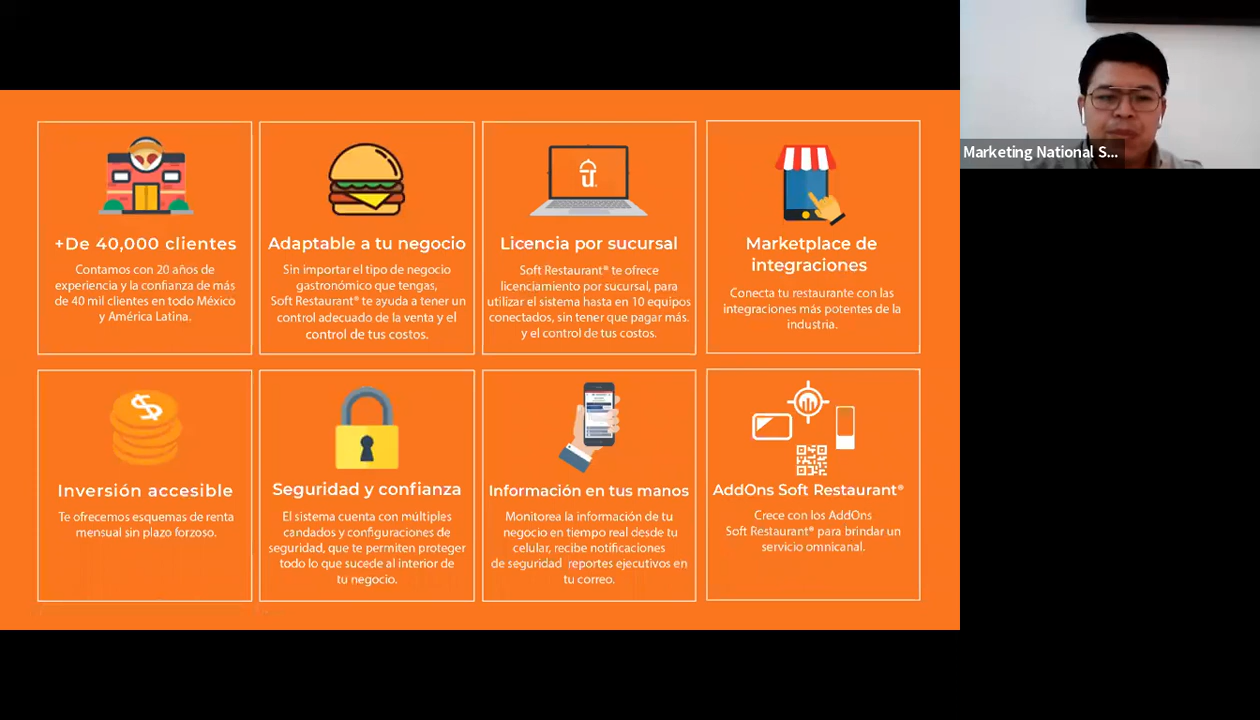 +De 40,000 clientes
Contamos con 20 años de
experiencia y la confianza de más
de 40 mil clientes en todo México
y América Latina.
Adaptable a tu negocio
Sin importar el tipo de negocio
gastronómico que tengas,
Soft Restaurant® te ayuda a tener un
control adecuado de la venta y el
control de tus costos.
Licencia por sucursal
Soft Restaurant® te ofrece
licenciamiento por sucursal, para
utilizar el sistema hasta en 10 equipos
conectados, sin tener que pagar más.
y el control de tus costos.
Marketplace de
integraciones
Conecta tu restaurante con las
integraciones más potentes de la
industria.
Inversión accesible
Te ofrecemos esquemas de renta
mensual sin plazo forzoso.
Seguridad y confianza
El sistema cuenta con múltiples
candados y configuraciones de
seguridad, que te permiten proteger
todo lo que sucede al interior de
tu negocio.
Información en tus manos
Monitorea la información de tu
negocio en tiempo real desde tu
celular, recibe notificaciones
de seguridad reportes ejecutivos en
tu correo.
AddOns Soft Restaurant®
Crece con los AddOns
Soft Restaurant® para brindar un
servicio omnicanal.
Marketing National S...